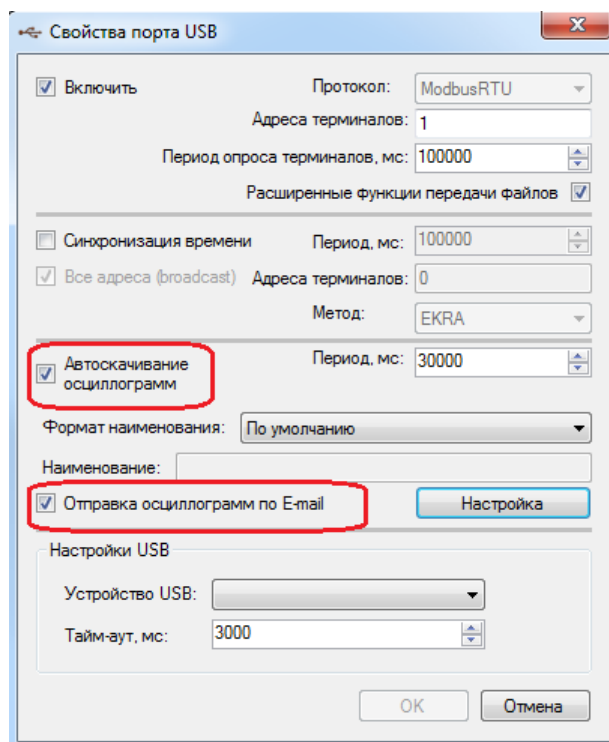 Свойства порта USB
Включить Протокол: ModbusRTU
Адреса терминалов: 1
Период опроса терминалов, мс: 100000
Расширенные функции передачи файлов
Синхронизация времени Период, мс: 100000
Все адреса (broadcast) Адреса терминалов: 0
Метод: EKRA
Автоскачивание
осциллограмм
Период, мс: 30000
Формат наименования: По умолчанию
Наименование:
Отправка осциллограмм по E-mail Настройка
Настройки USB
Устройство USB:
Тайм-аут, мс: 3000
OK Отмена